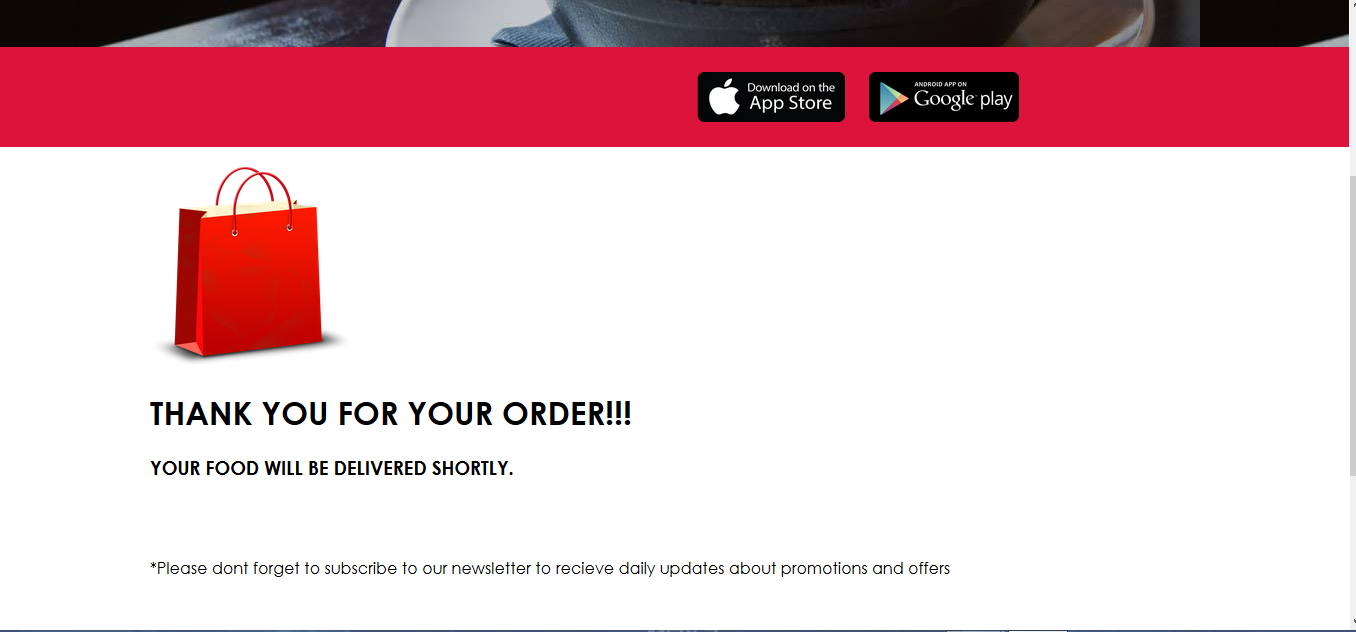 Download on the
App Store
ANDROID APP ON
Google play
THANK YOU FOR YOUR ORDER!!!
YOUR FOOD WILL BE DELIVERED SHORTLY.
*Please dont forget to subscribe to our newsletter to recieve daily updates about promotions and offers